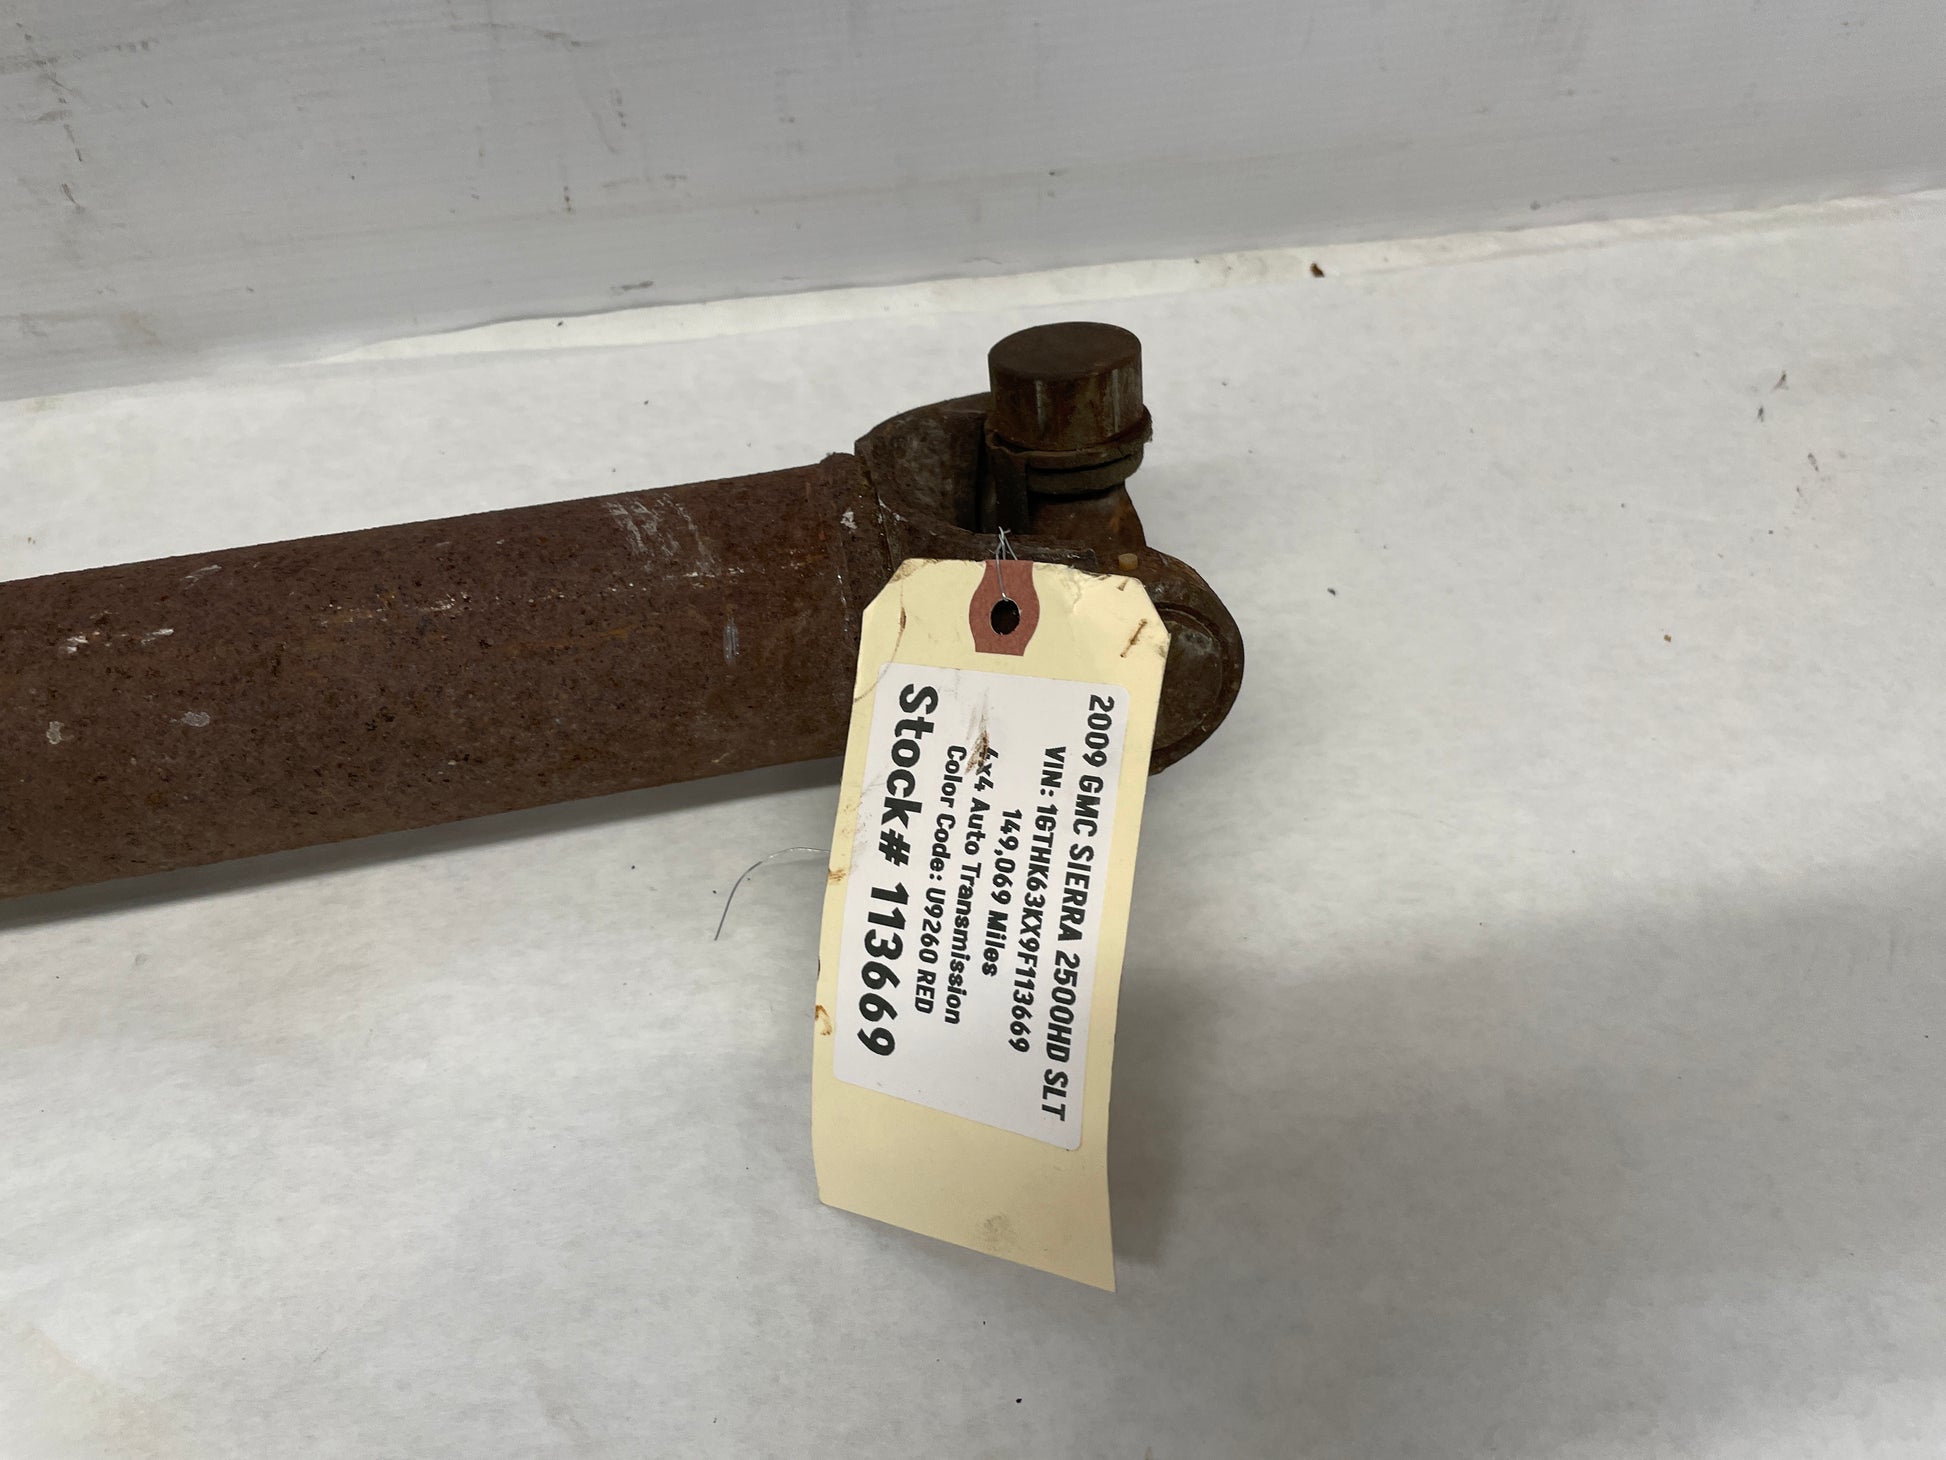 2009 GMC SIERRA 2500HD SLT
VIN: 1GTHK63KX9F113669
149,069 Miles
4x4 Auto Transmission
Color Code: U9260 RED
Stock# 113669